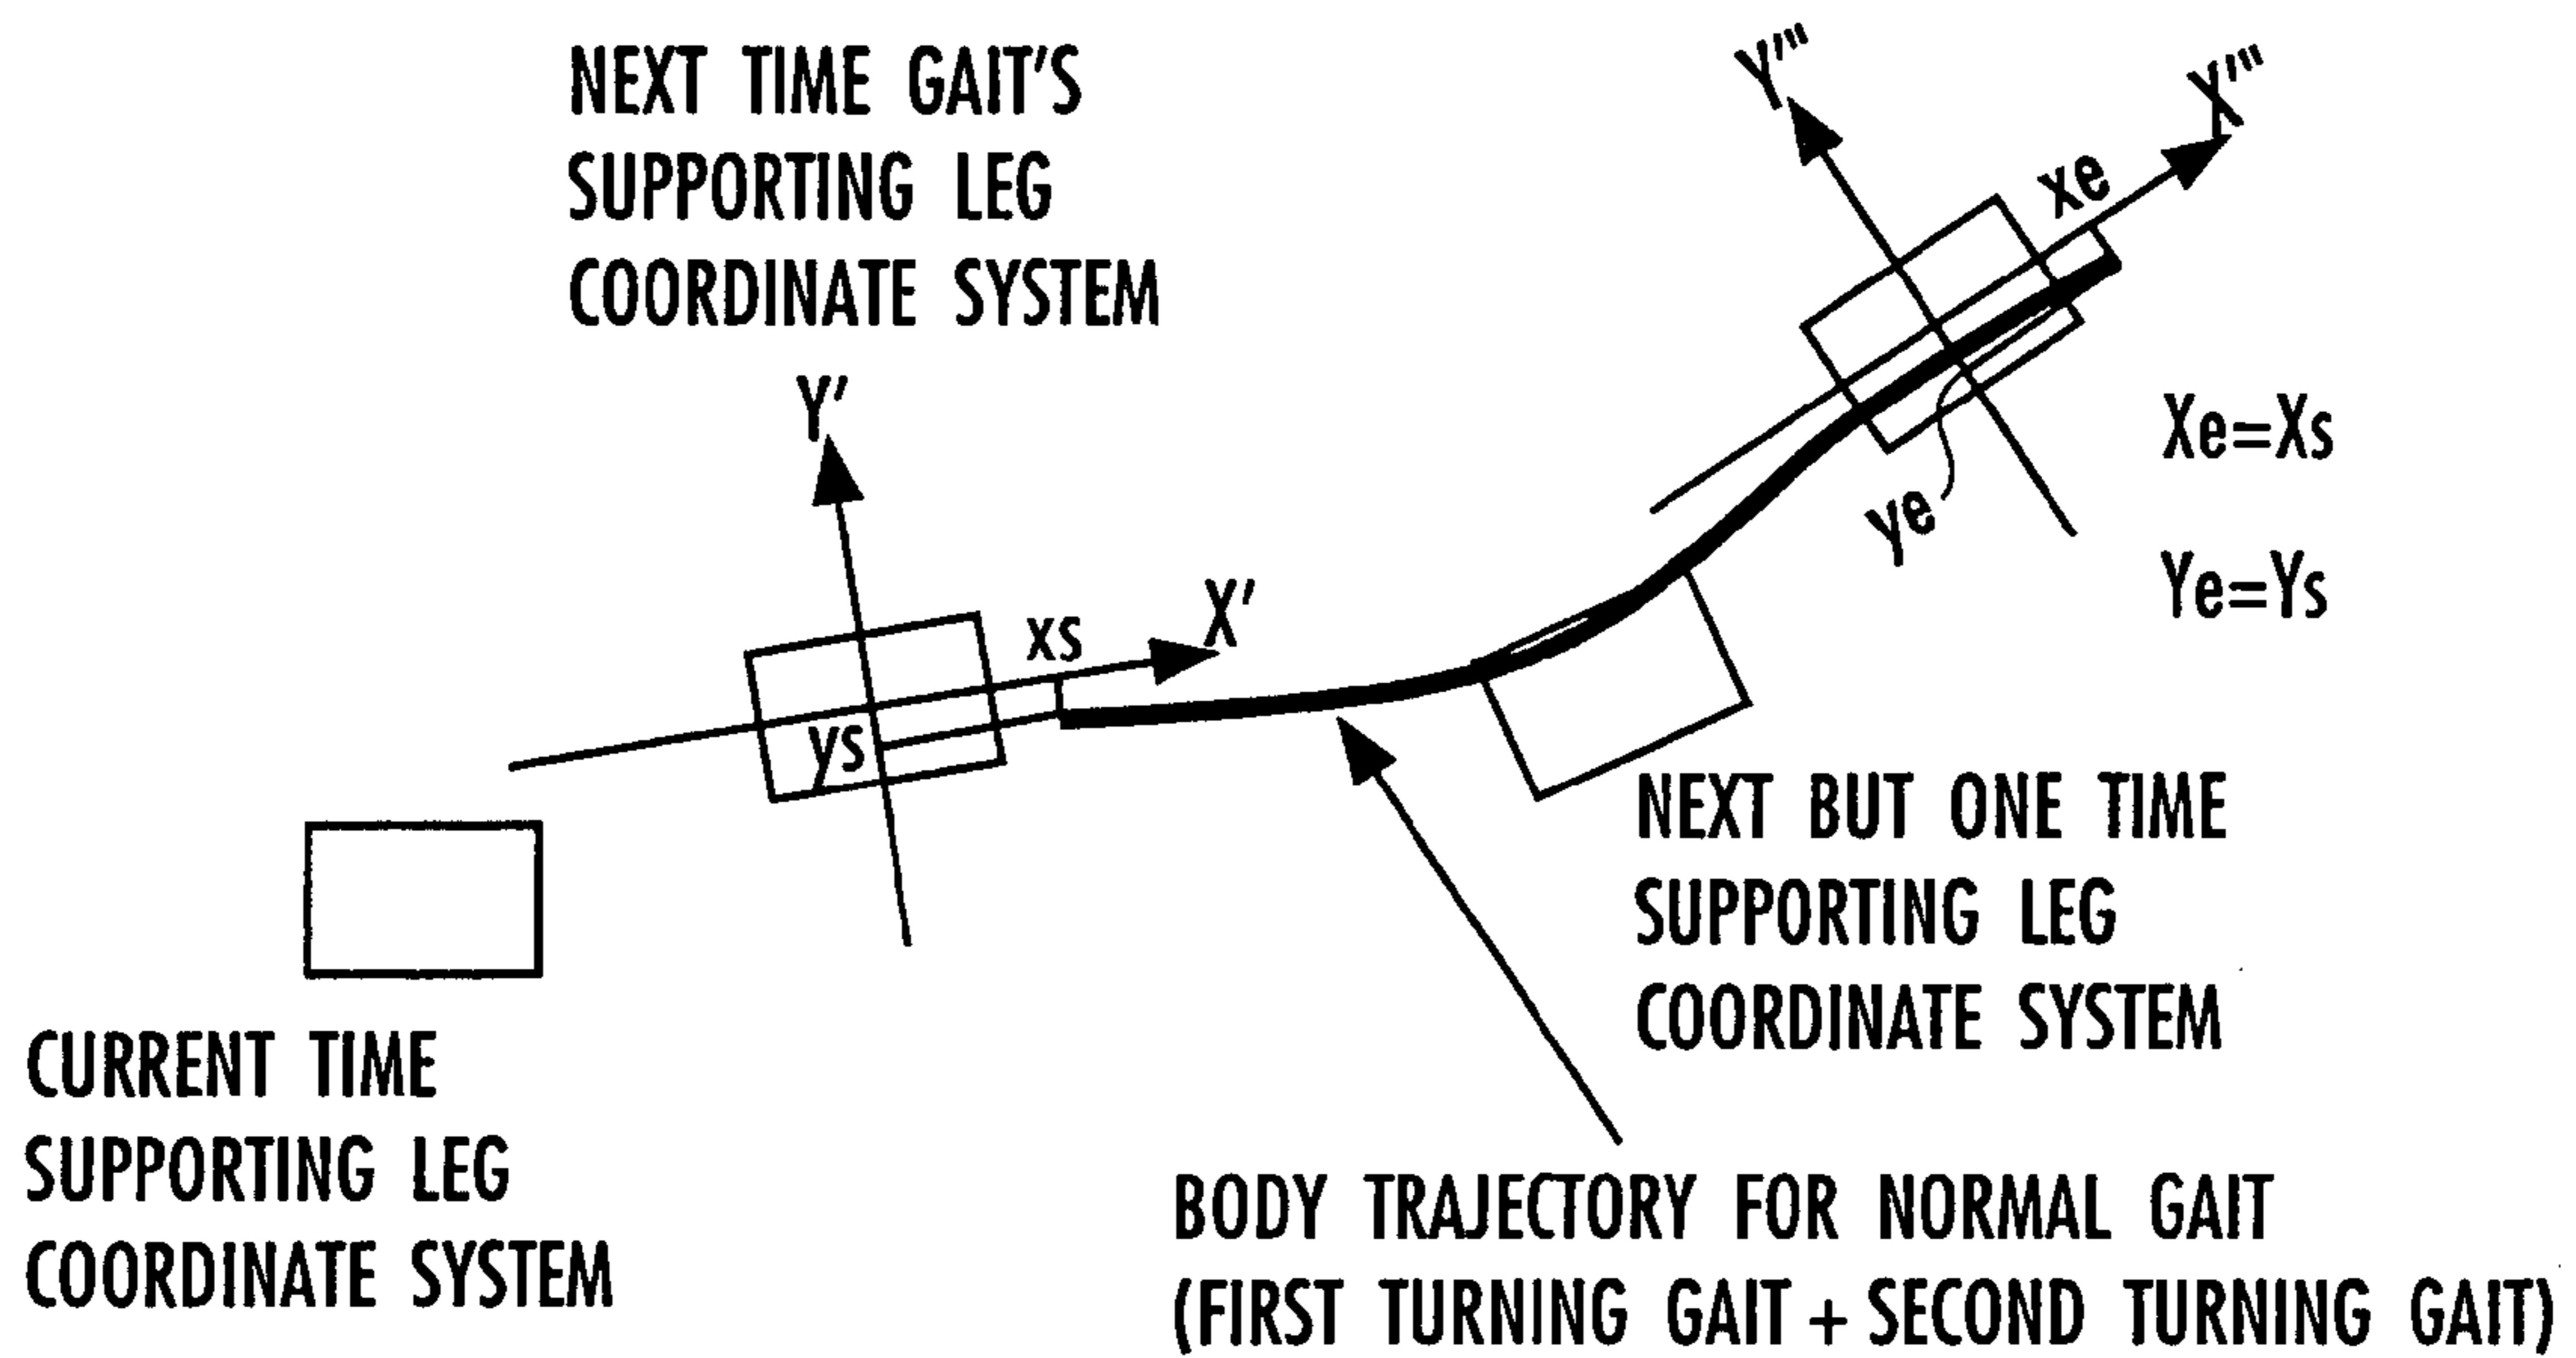 NEXT TIME GAIT'S
SUPPORTING LEG
COORDINATE SYSTEM
Y'''
X'''
xe
Y'
Xe=Xs
ye
X'
xs
Ye=Ys
ys
NEXT BUT ONE TIME
SUPPORTING LEG
COORDINATE SYSTEM
CURRENT TIME
SUPPORTING LEG
COORDINATE SYSTEM
BODY TRAJECTORY FOR NORMAL GAIT
(FIRST TURNING GAIT + SECOND TURNING GAIT)